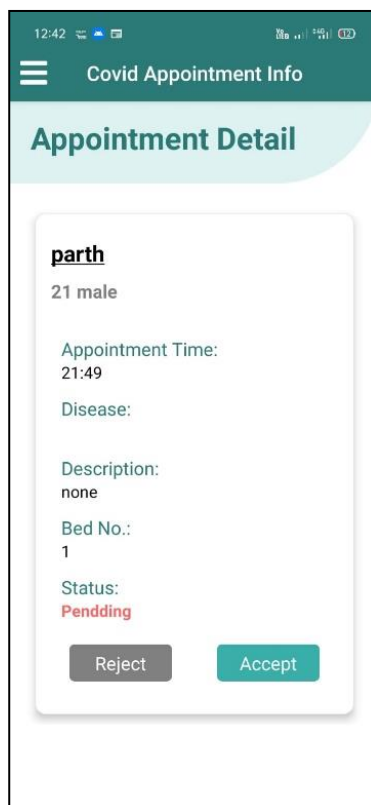 12:42
Covid Appointment Info
Appointment Detail
parth
21 male
Appointment Time:
21:49
Disease:
Description:
none
Bed No.:
1
Status:
Pendding
Reject Accept